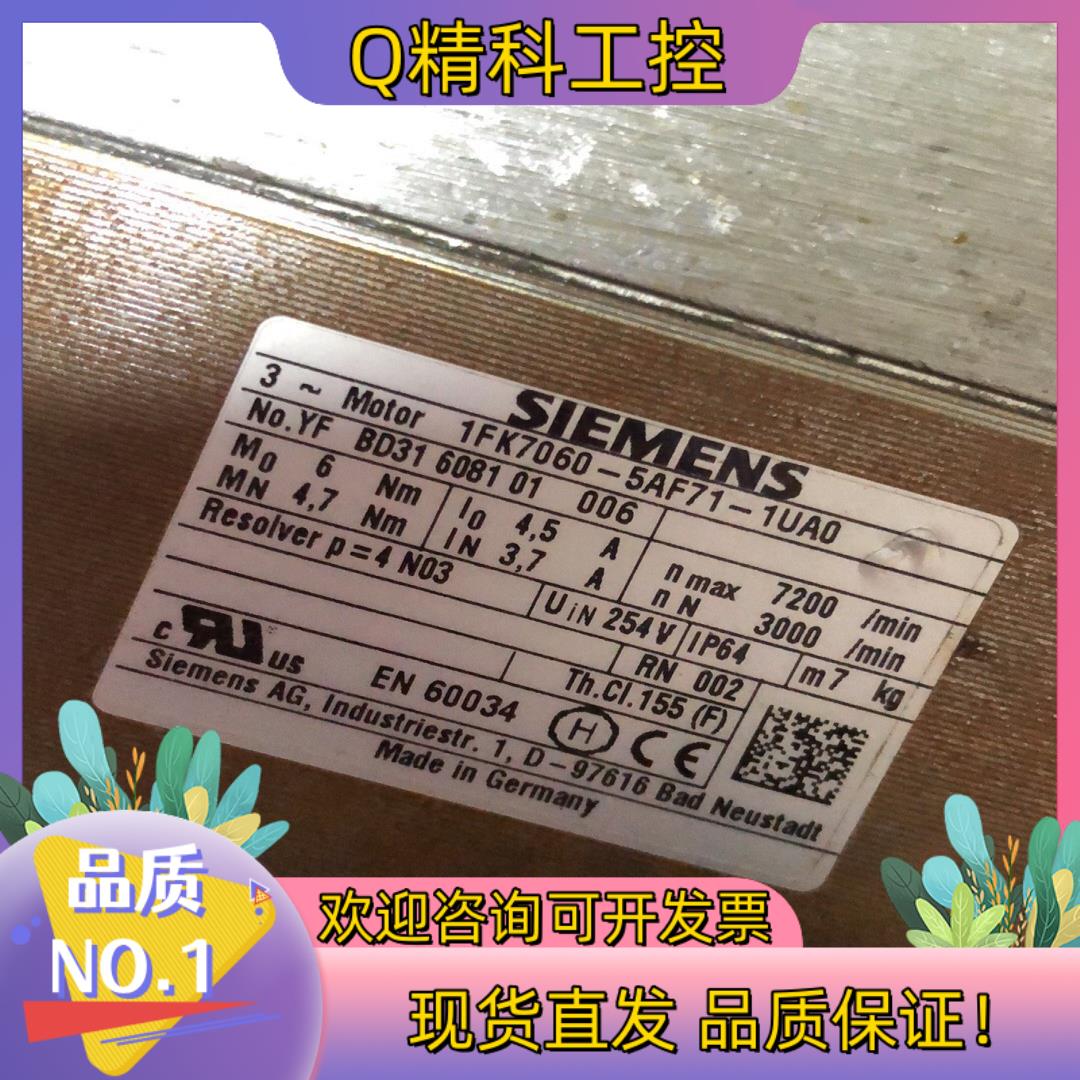 Q精科工控
SIEMENS
3 ~ Motor 1FK7060-5AF71-1UA0
No.YF BD31 6081 01 006
M0 6 Nm I0 4,5 A n max 7200 /min
MN 4,7 Nm IN 3,7 A n N 3000 /min
Resolver p=4 N03 UiN 254V IP64 m 7 kg
RN 002
c RU us EN 60034 Th.Cl.155 (F)
H CE
Siemens AG, Industriestr. 1, D-97616 Bad Neustadt
Made in Germany
品质
NO.1
欢迎咨询可开发票
现货直发 品质保证!